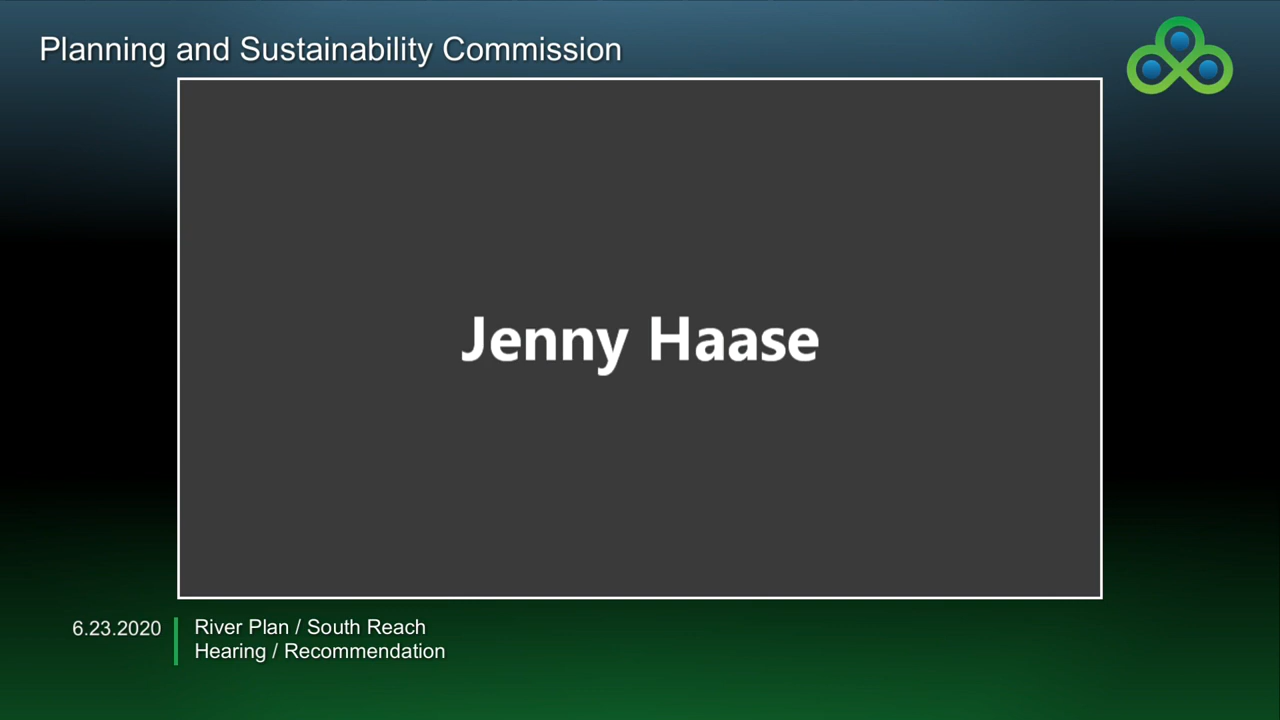 Planning and Sustainability Commission
Jenny Haase
6.23.2020
River Plan / South Reach
Hearing / Recommendation